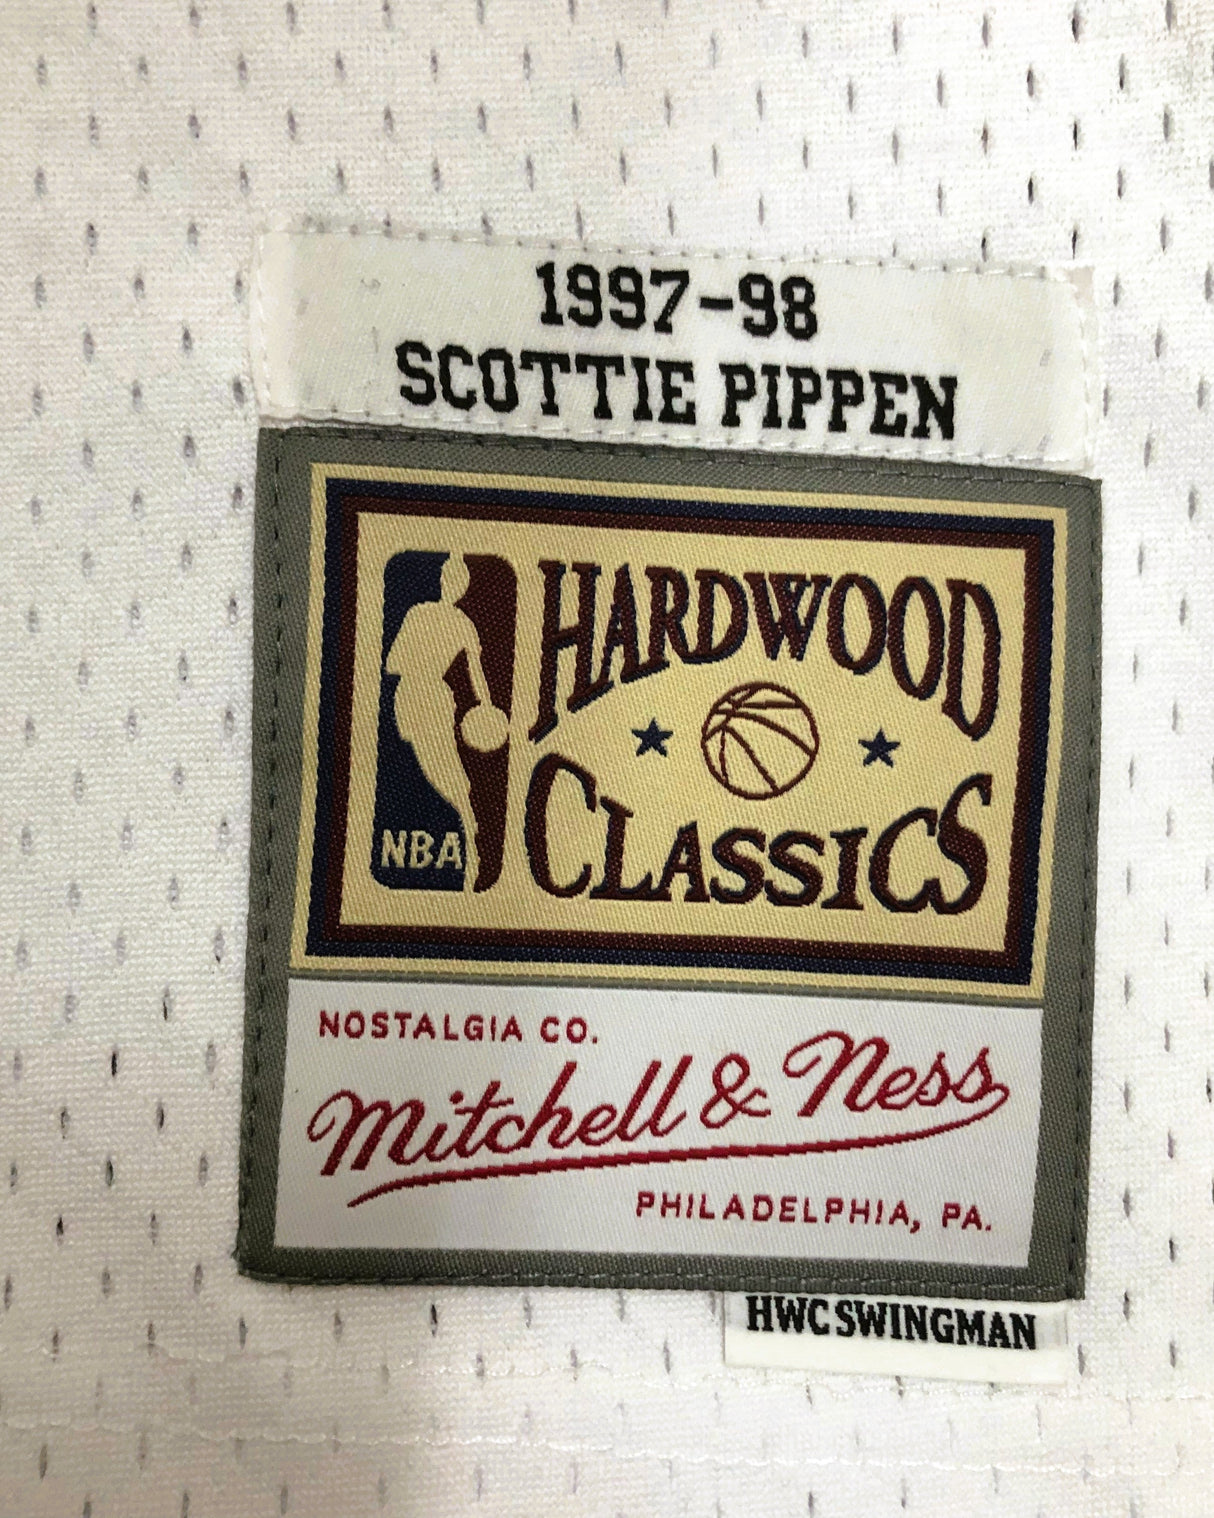 1997-98
SCOTTIE PIPPEN
HARDWOOD
CLASSICS
NBA
NOSTALGIA CO.
Mitchell & Ness
PHILADELPHIA, PA.
HWC SWINGMAN